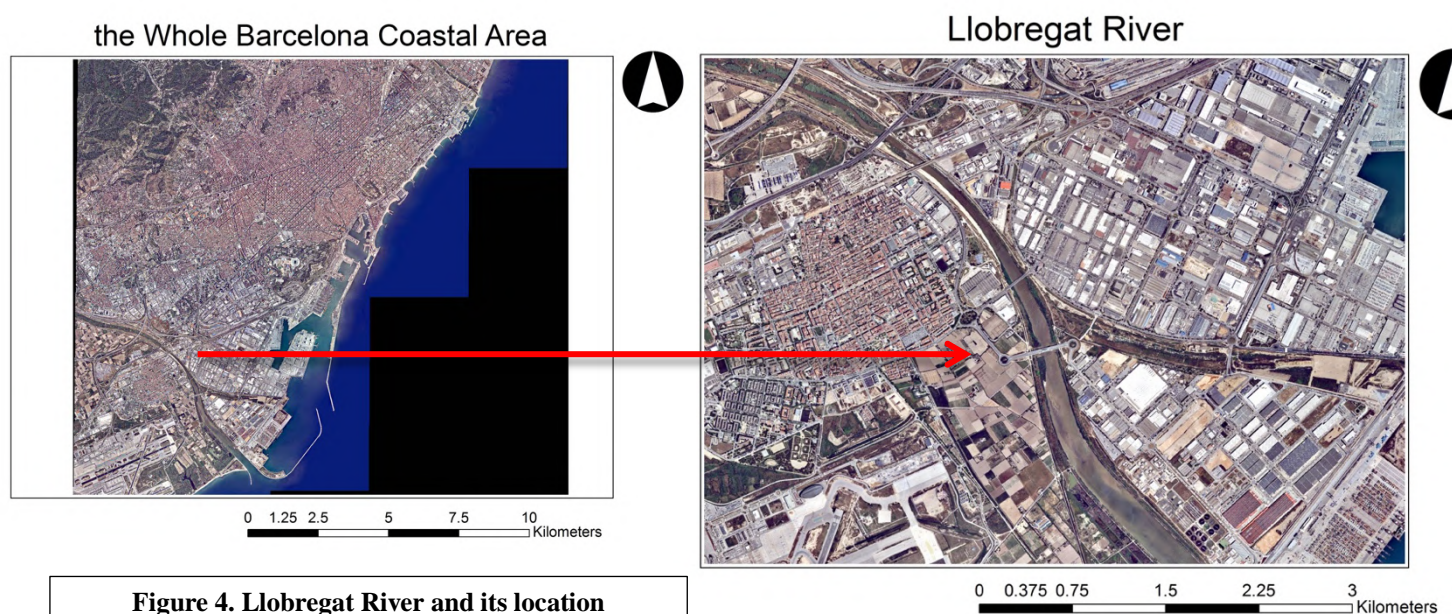 the Whole Barcelona Coastal Area
0 1.25 2.5 5 7.5 10
Kilometers
Llobregat River
0 0.375 0.75 1.5 2.25 3
Kilometers
Figure 4. Llobregat River and its location